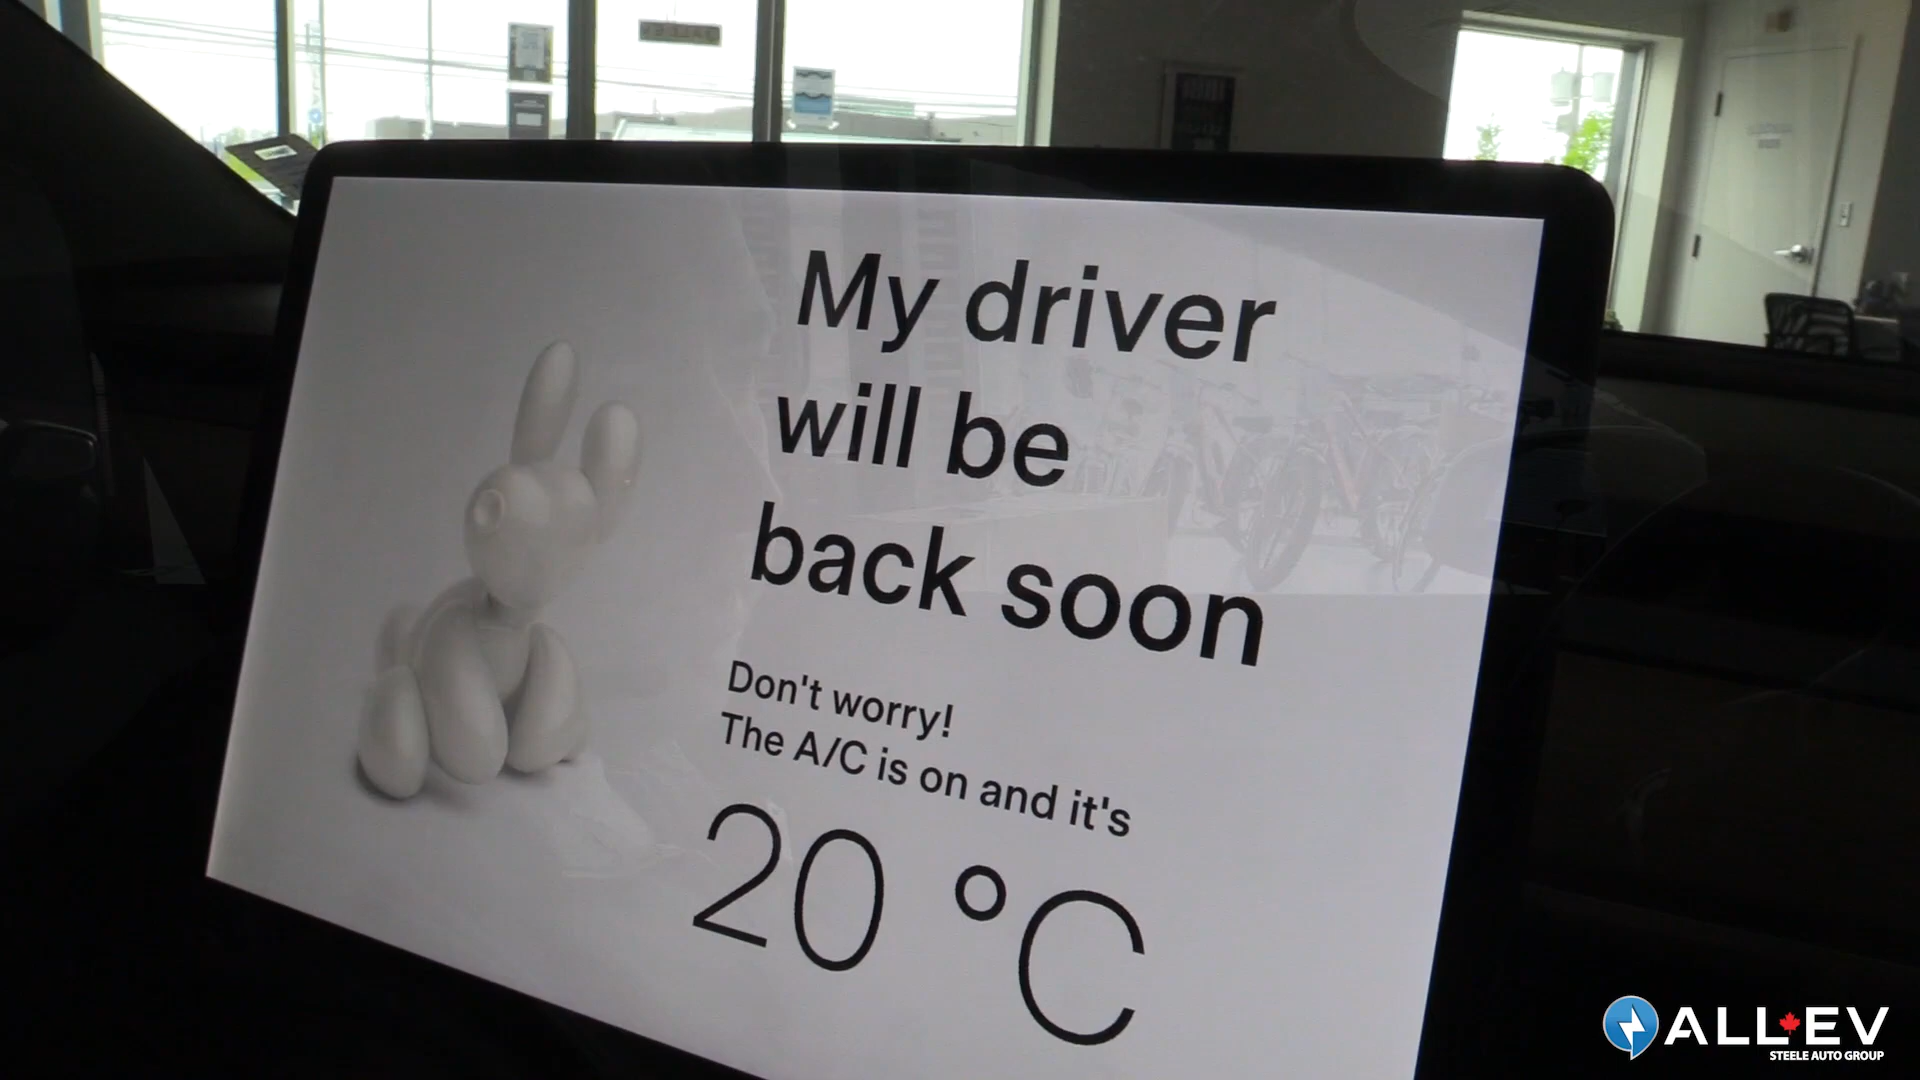 My driver
will be
back soon
Don't worry!
The A/C is on and it's
20 °C
ALL EV
STEELE AUTO GROUP